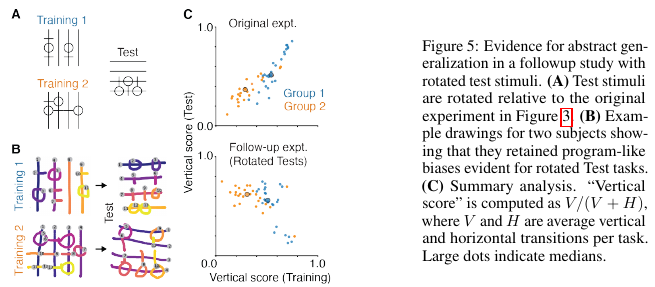 A
Training 1
Training 2
Test
B
Training 1
Training 2
Test
C
Original expt.
1.0
0.0
Vertical score (Test)
Group 1
Group 2
Follow-up expt.
(Rotated Tests)
1.0
0.0
0.0
1.0
Vertical score (Training)
Figure 5: Evidence for abstract gen-
eralization in a followup study with
rotated test stimuli. (A) Test stimuli
are rotated relative to the original
experiment in Figure 3. (B) Exam-
ple drawings for two subjects show-
ing that they retained program-like
biases evident for rotated Test tasks.
(C) Summary analysis. “Vertical
score” is computed as V/(V + H),
where V and H are average vertical
and horizontal transitions per task.
Large dots indicate medians.